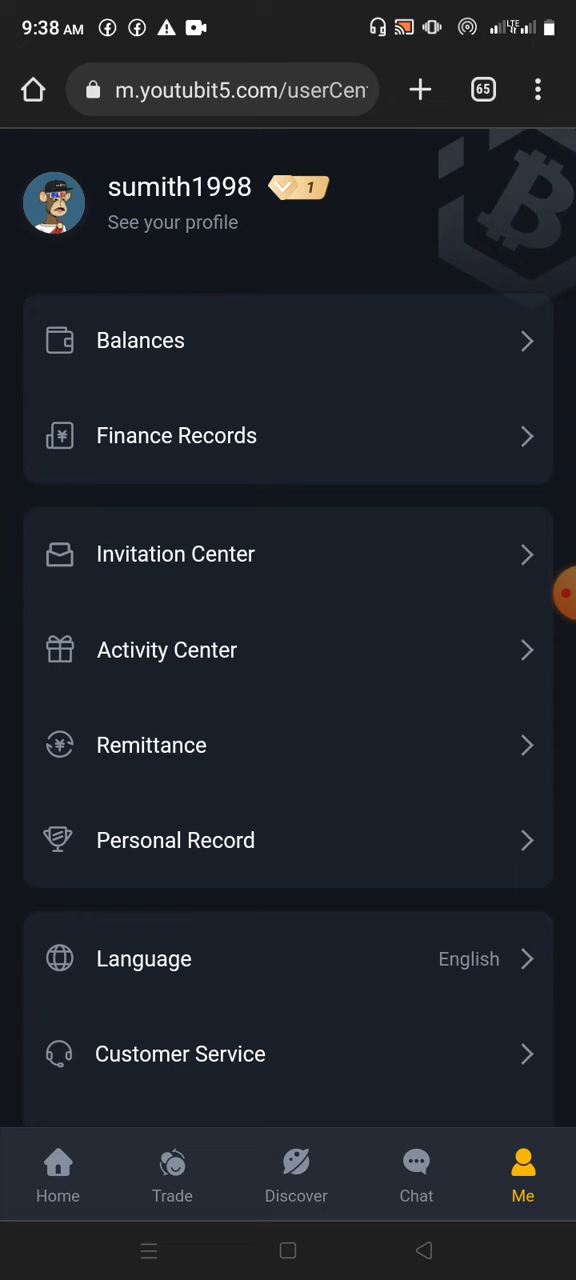 9:38 AM
LTE
m.youtubit5.com/userCen
65
sumith1998
1
See your profile
Balances
Finance Records
Invitation Center
Activity Center
Remittance
Personal Record
Language English
Customer Service
Home Trade Discover Chat Me